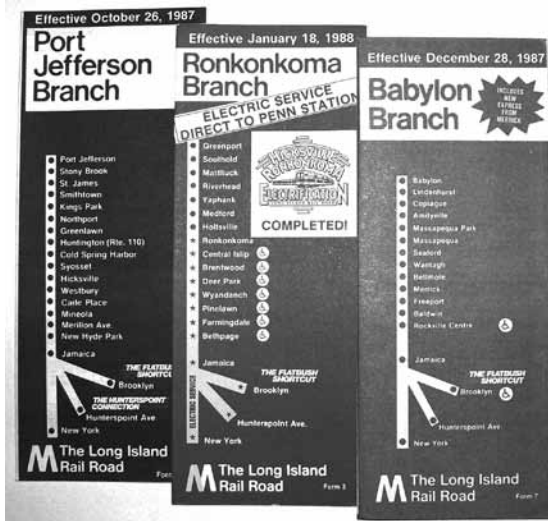 Effective October 26, 1987
Port
Jefferson
Branch
Port Jefferson
Stony Brook
St. James
Smithtown
Kings Park
Northport
Greenlawn
Huntington (Rte. 110)
Cold Spring Harbor
Syosset
Hicksville
Westbury
Carle Place
Mineola
Merillon Ave.
New Hyde Park
Jamaica
THE FLATBUSH
Brooklyn
THE HUNTERSPOINT
CONNECTION
Hunterspoint Ave.
New York
The Long Island
Rail Road
Effective January 18, 1988
Ronkonkoma
Branch
ELECTRIC SERVICE
DIRECT TO PENN STATION
HICKSVILLE
RONKONKOMA
ELECTRIFICATION
COMPLETED!
Greenport
Southold
Mattituck
Riverhead
Yaphank
Medford
Holtsville
Ronkonkoma
Central Islip
Brentwood
Deer Park
Wyandanch
Pinelawn
Farmingdale
Bethpage
Jamaica
THE FLATBUSH
SHORTCUT
Brooklyn
Hunterspoint Ave.
ELECTRIC SERVICE
New York
M The Long Island
Rail Road
Form 3
Effective December 28, 1987
Babylon
Branch
INCLUDES
NEW
EXPRESS
FROM
MERRICK
Babylon
Lindenhurst
Copiague
Amityville
Massapequa Park
Massapequa
Seaford
Wantagh
Bellmore
Merrick
Freeport
Baldwin
Rockville Centre
Jamaica
THE FLATBUSH
SHORTCUT
Brooklyn
Hunterspoint Ave.
New York
The Long Island
Rail Road
Form 7